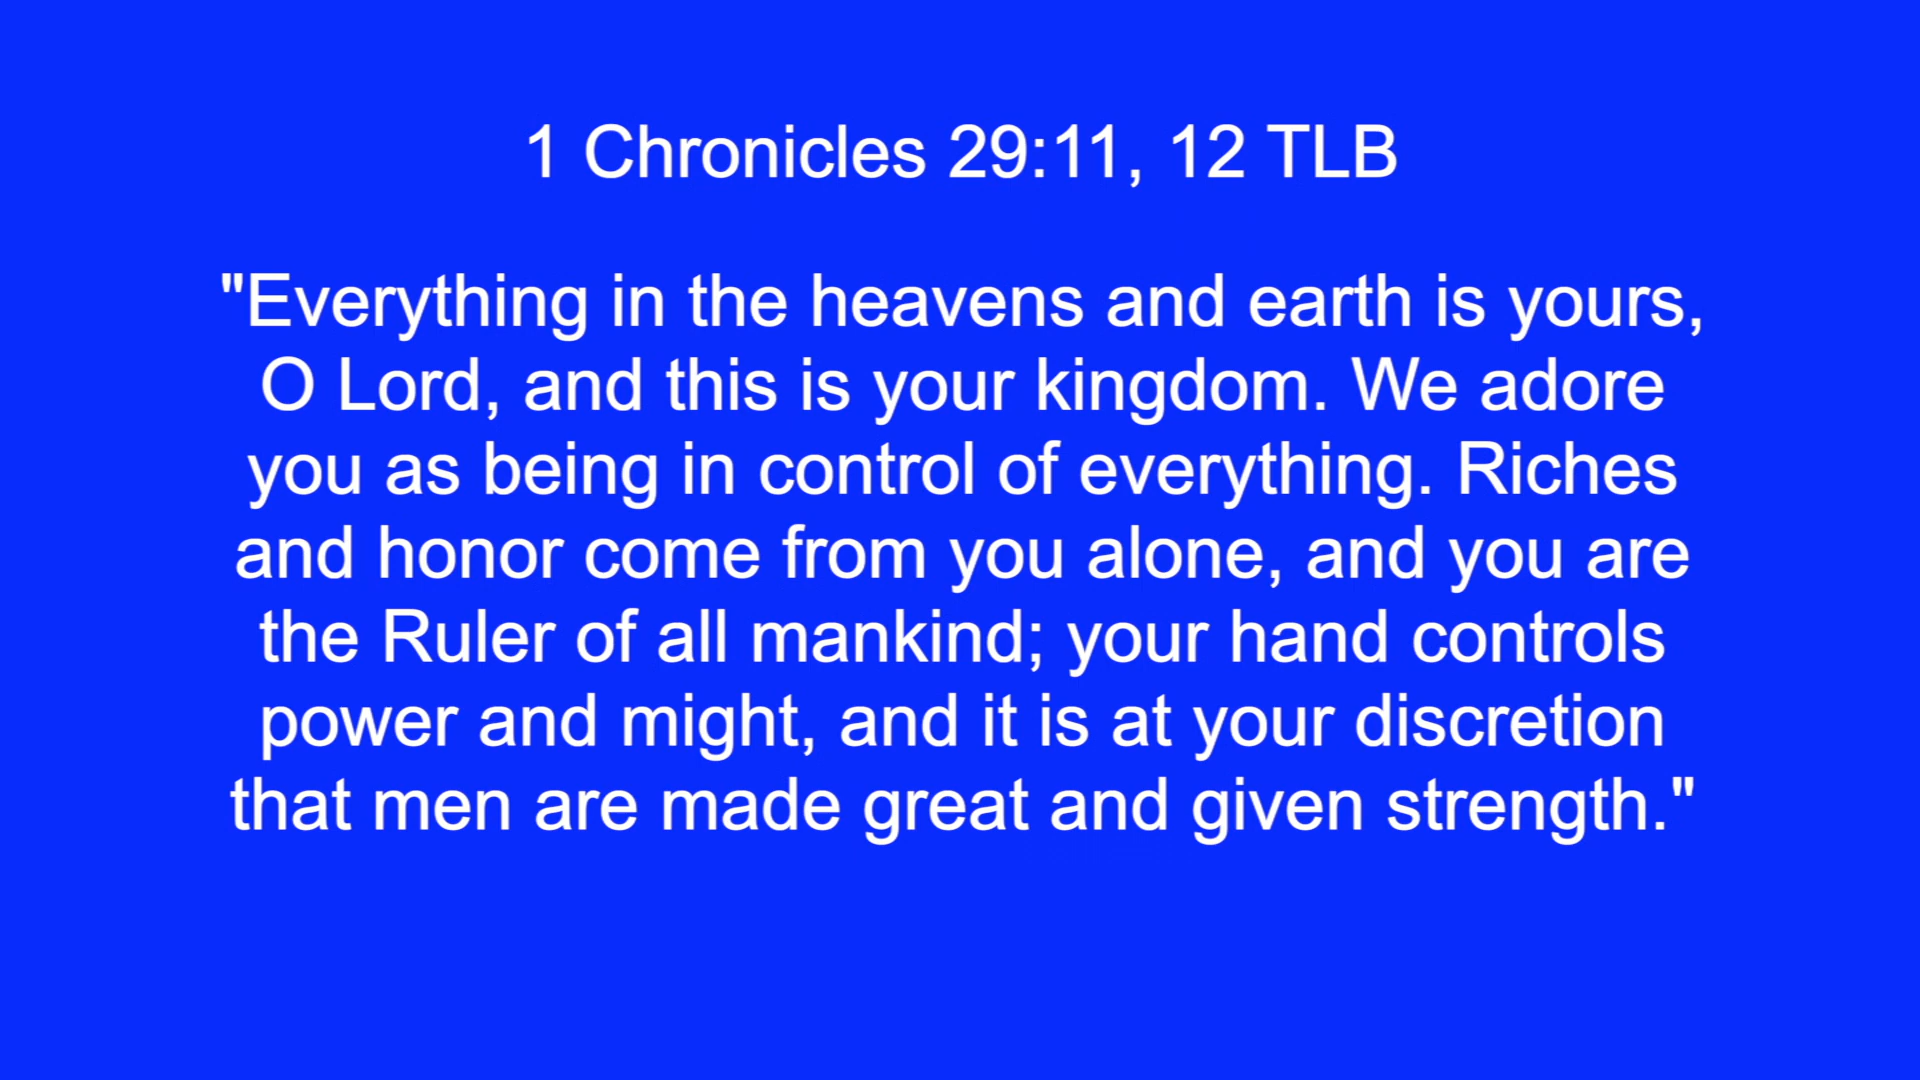 1 Chronicles 29:11, 12 TLB
"Everything in the heavens and earth is yours,
O Lord, and this is your kingdom. We adore
you as being in control of everything. Riches
and honor come from you alone, and you are
the Ruler of all mankind; your hand controls
power and might, and it is at your discretion
that men are made great and given strength."